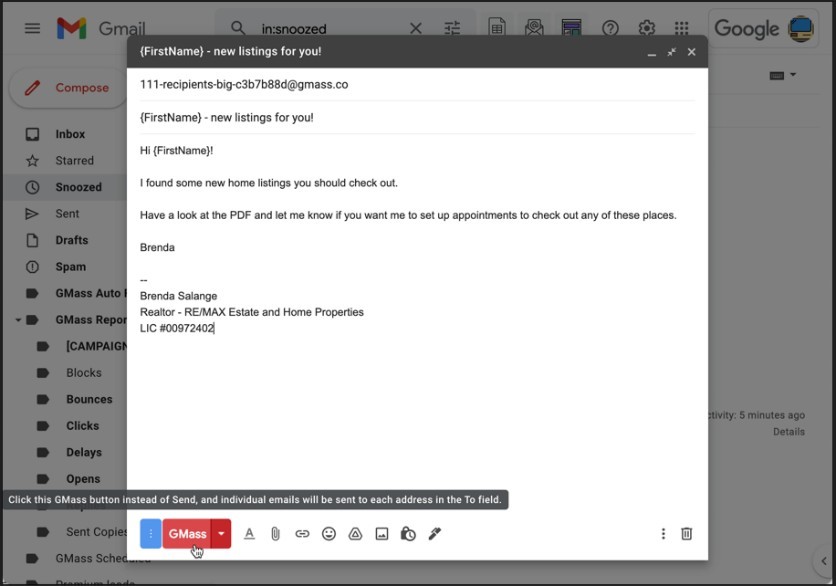 Gmail
in:snoozed
Google
{FirstName} - new listings for you!
Compose
111-recipients-big-c3b7b88d@gmass.co
{FirstName} - new listings for you!
Inbox
Starred
Snoozed
Sent
Drafts
Spam
GMass Auto
GMass Repor
[CAMPAIGN
Blocks
Bounces
Clicks
Delays
Opens
Sent Copies
GMass Scheduled
Premium leads
Hi {FirstName}!
I found some new home listings you should check out.
Have a look at the PDF and let me know if you want me to set up appointments to check out any of these places.
Brenda
--
Brenda Salange
Realtor - RE/MAX Estate and Home Properties
LIC #00972402
ctivity: 5 minutes ago
Details
Click this GMass button instead of Send, and individual emails will be sent to each address in the To field.
GMass